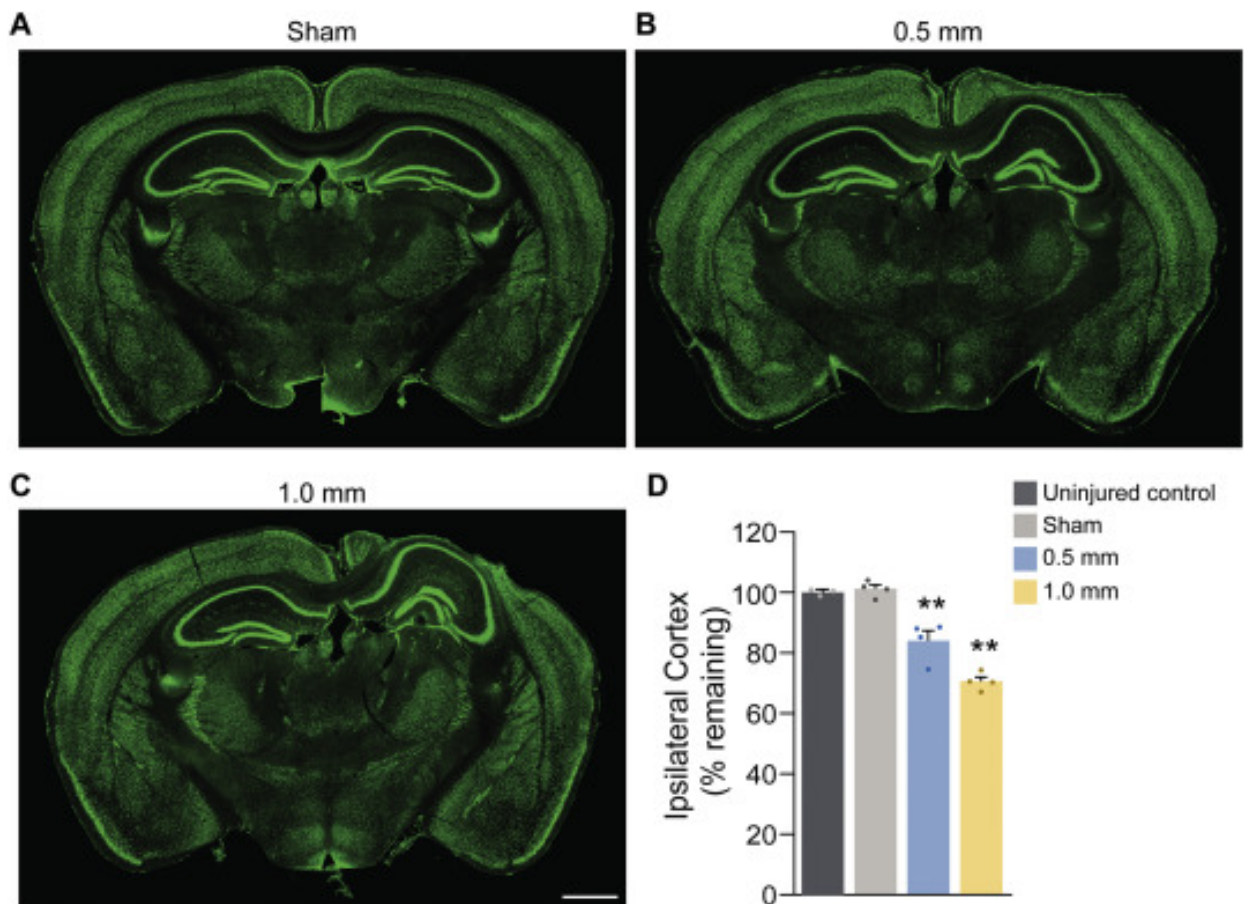 A
Sham
B
0.5 mm
C
1.0 mm
D
Uninjured control
Sham
0.5 mm
1.0 mm
Ipsilateral Cortex
(% remaining)
120
100
80
60
40
20
0
**
**